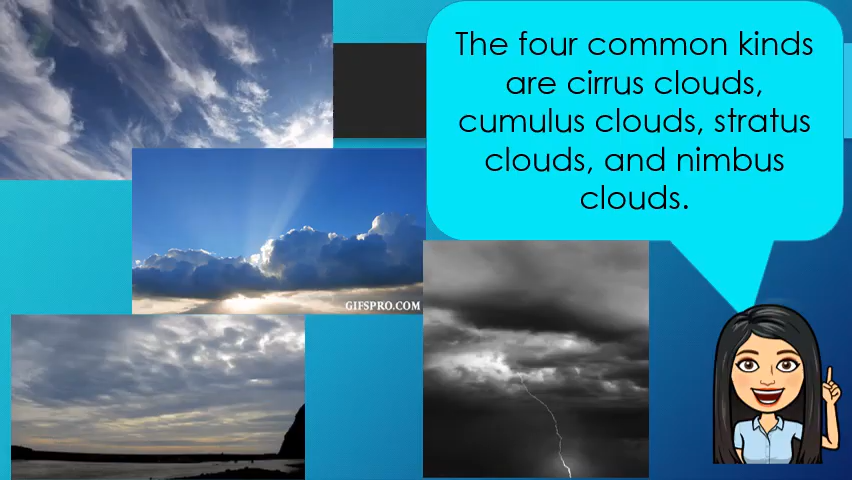 The four common kinds
are cirrus clouds,
cumulus clouds, stratus
clouds, and nimbus
clouds.
GIFSPRO.COM